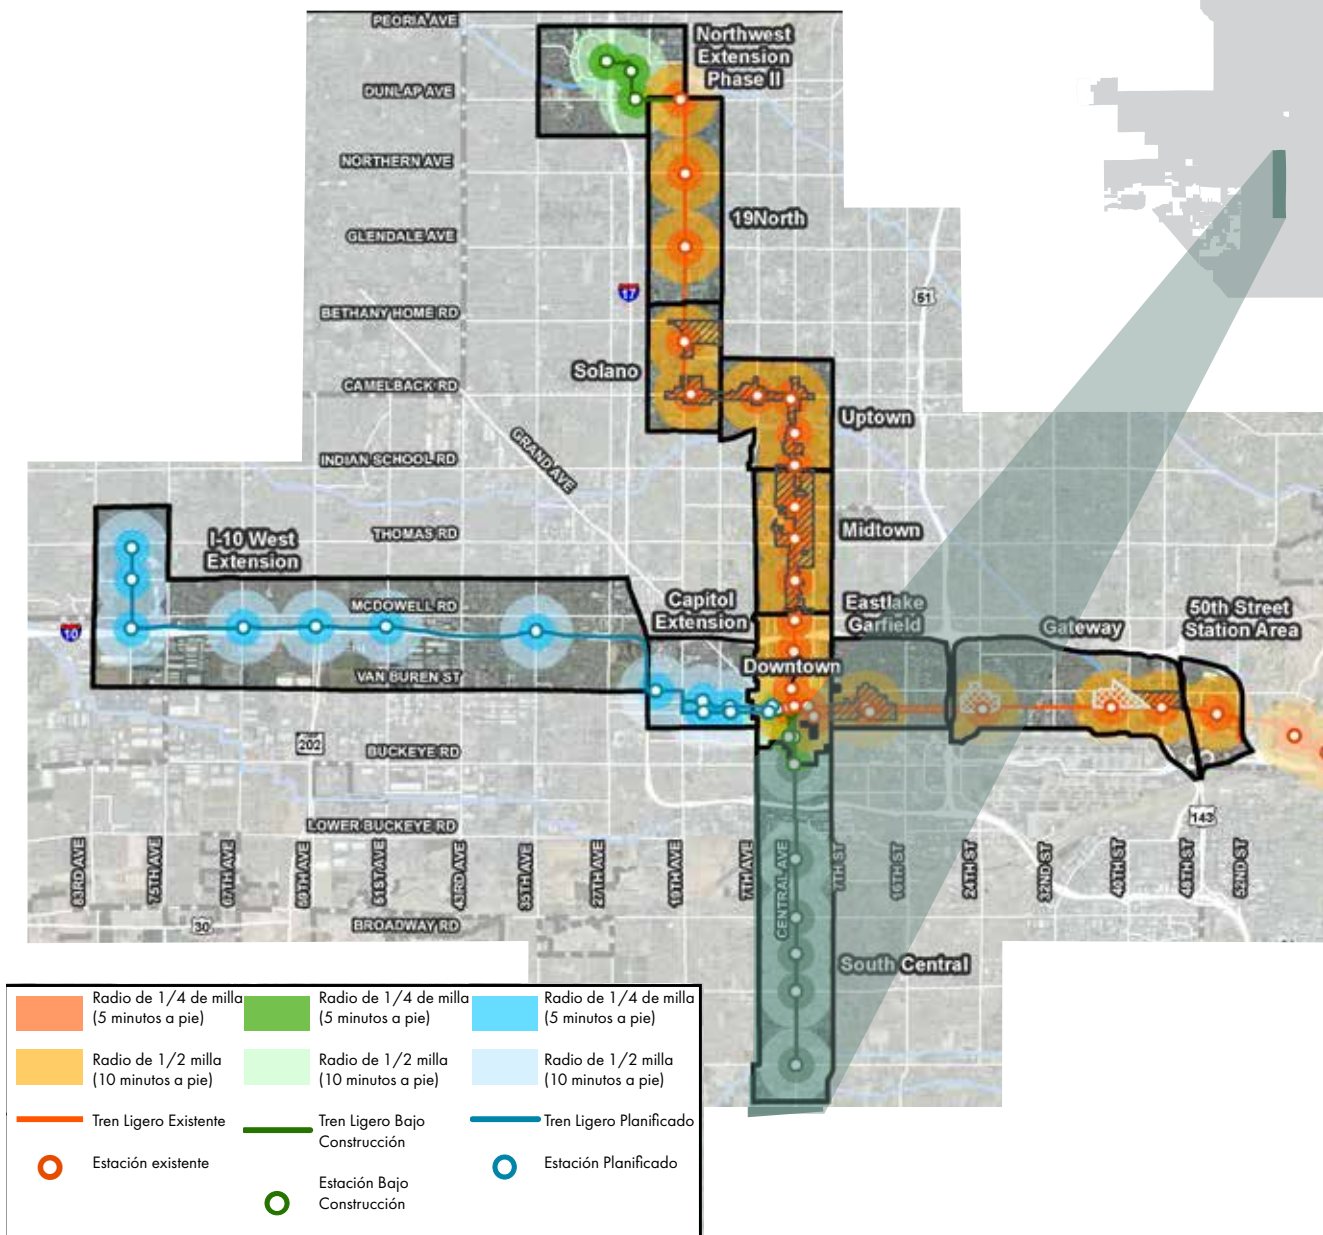 PEORIA AVE
Northwest
Extension
Phase II
DUNLAP AVE
NORTHERN AVE
19North
GLENDALE AVE
17
51
BETHANY HOME RD
Solano
CAMELBACK RD
Uptown
GRAND AVE
INDIAN SCHOOL RD
I-10 West
Extension
THOMAS RD
Midtown
MCDOWELL RD
Capitol
Extension
Eastlake
Garfield
Gateway
50th Street
Station Area
10
Downtown
VAN BUREN ST
202
BUCKEYE RD
143
LOWER BUCKEYE RD
83RD AVE
75TH AVE
67TH AVE
59TH AVE
51ST AVE
43RD AVE
35TH AVE
27TH AVE
19TH AVE
7TH AVE
CENTRAL AVE
7TH ST
16TH ST
24TH ST
32ND ST
40TH ST
48TH ST
52ND ST
30
BROADWAY RD
South Central
Radio de 1/4 de milla
(5 minutos a pie)
Radio de 1/2 milla
(10 minutos a pie)
Tren Ligero Existente
Estación existente
Radio de 1/4 de milla
(5 minutos a pie)
Radio de 1/2 milla
(10 minutos a pie)
Tren Ligero Bajo
Construcción
Estación Bajo
Construcción
Radio de 1/4 de milla
(5 minutos a pie)
Radio de 1/2 milla
(10 minutos a pie)
Tren Ligero Planificado
Estación Planificado